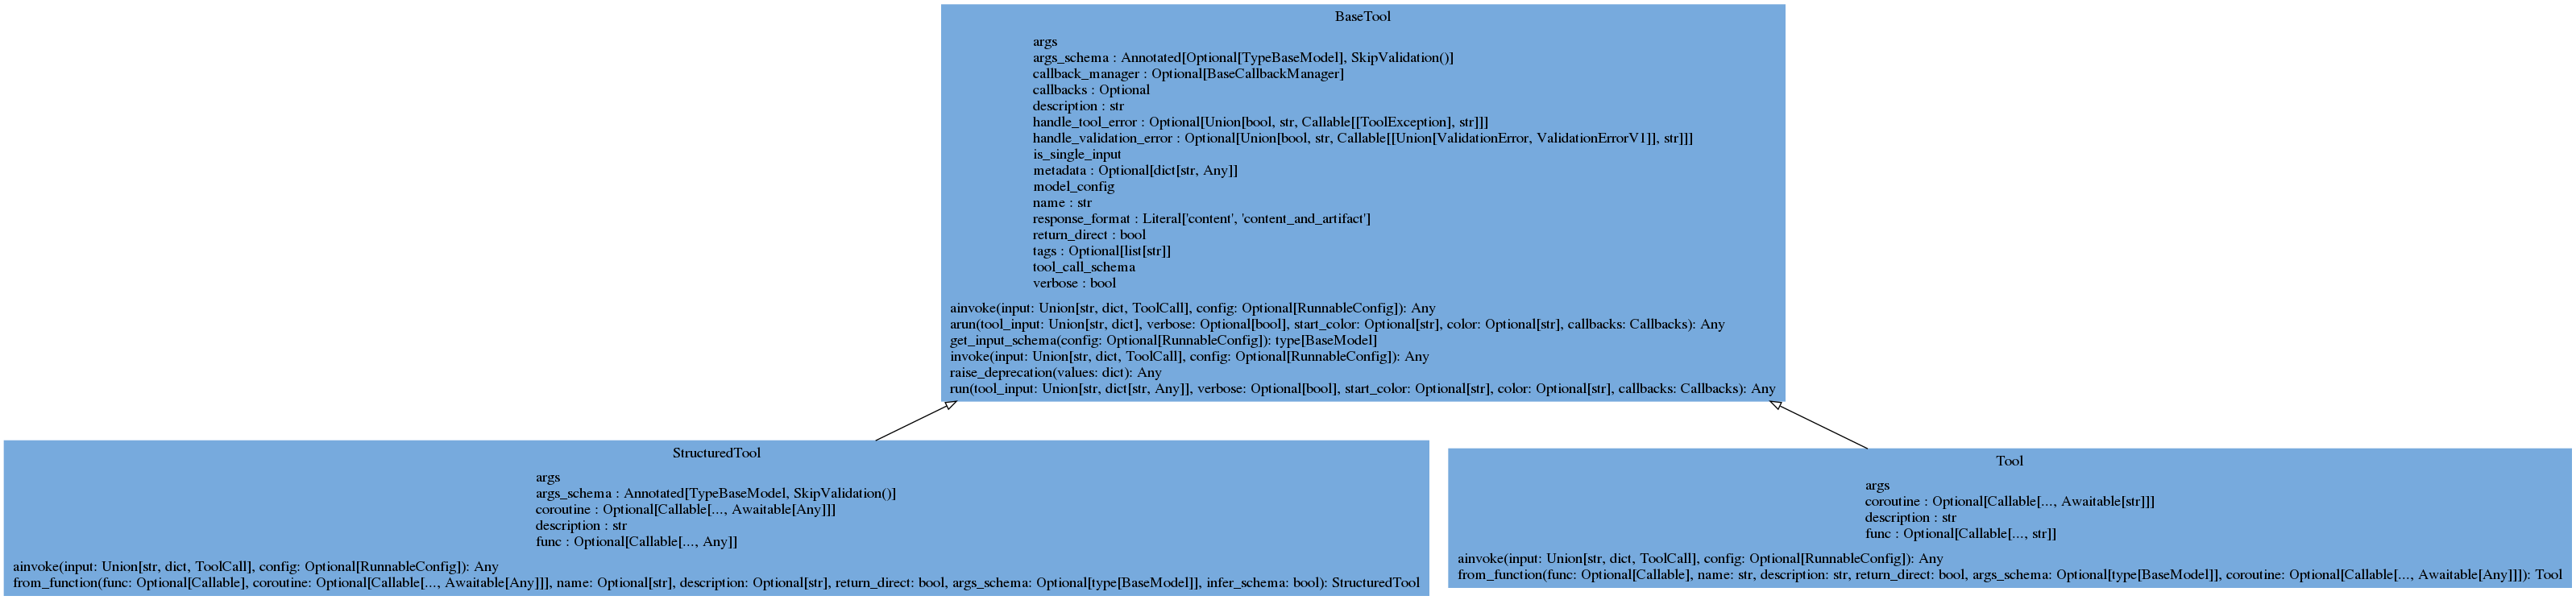 BaseTool
args
args_schema : Annotated[Optional[TypeBaseModel], SkipValidation()]
callback_manager : Optional[BaseCallbackManager]
callbacks : Optional
description : str
handle_tool_error : Optional[Union[bool, str, Callable[[ToolException], str]]]
handle_validation_error : Optional[Union[bool, str, Callable[[Union[ValidationError, ValidationErrorV1]], str]]]
is_single_input
metadata : Optional[dict[str, Any]]
model_config
name : str
response_format : Literal['content', 'content_and_artifact']
return_direct : bool
tags : Optional[list[str]]
tool_call_schema
verbose : bool
ainvoke(input: Union[str, dict, ToolCall], config: Optional[RunnableConfig]): Any
arun(tool_input: Union[str, dict], verbose: Optional[bool], start_color: Optional[str], color: Optional[str], callbacks: Callbacks): Any
get_input_schema(config: Optional[RunnableConfig]): type[BaseModel]
invoke(input: Union[str, dict, ToolCall], config: Optional[RunnableConfig]): Any
raise_deprecation(values: dict): Any
run(tool_input: Union[str, dict[str, Any]], verbose: Optional[bool], start_color: Optional[str], color: Optional[str], callbacks: Callbacks): Any
StructuredTool
args
args_schema : Annotated[TypeBaseModel, SkipValidation()]
coroutine : Optional[Callable[..., Awaitable[Any]]]
description : str
func : Optional[Callable[..., Any]]
ainvoke(input: Union[str, dict, ToolCall], config: Optional[RunnableConfig]): Any
from_function(func: Optional[Callable], coroutine: Optional[Callable[..., Awaitable[Any]]], name: Optional[str], description: Optional[str], return_direct: bool, args_schema: Optional[type[BaseModel]], infer_schema: bool): StructuredTool
Tool
args
coroutine : Optional[Callable[..., Awaitable[str]]]
description : str
func : Optional[Callable[..., str]]
ainvoke(input: Union[str, dict, ToolCall], config: Optional[RunnableConfig]): Any
from_function(func: Optional[Callable], name: str, description: str, return_direct: bool, args_schema: Optional[type[BaseModel]], coroutine: Optional[Callable[..., Awaitable[Any]]]): Tool